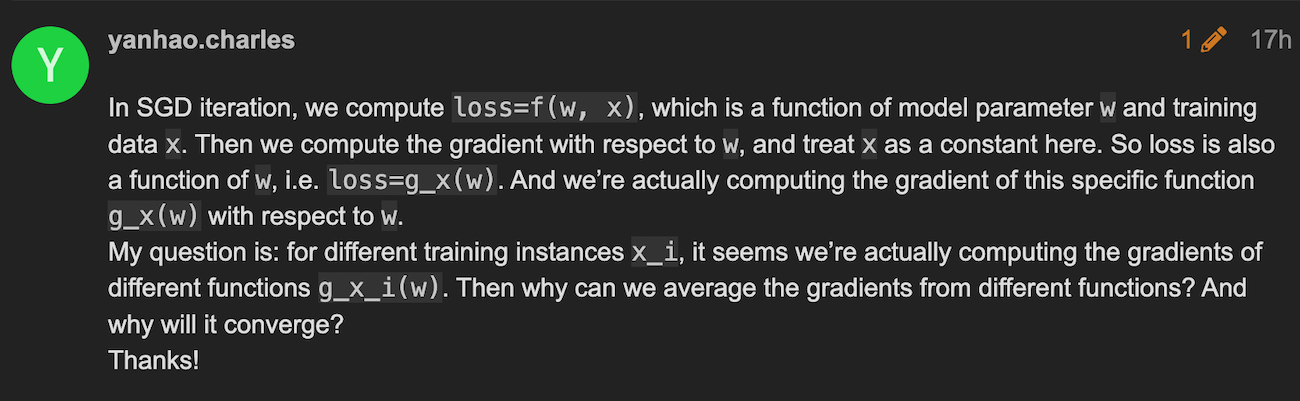 Y
yanhao.charles
1
17h
In SGD iteration, we compute loss=f(w, x), which is a function of model parameter w and training
data x. Then we compute the gradient with respect to w, and treat x as a constant here. So loss is also
a function of w, i.e. loss=g_x(w). And we’re actually computing the gradient of this specific function
g_x(w) with respect to w.
My question is: for different training instances x_i, it seems we’re actually computing the gradients of
different functions g_x_i(w). Then why can we average the gradients from different functions? And
why will it converge?
Thanks!